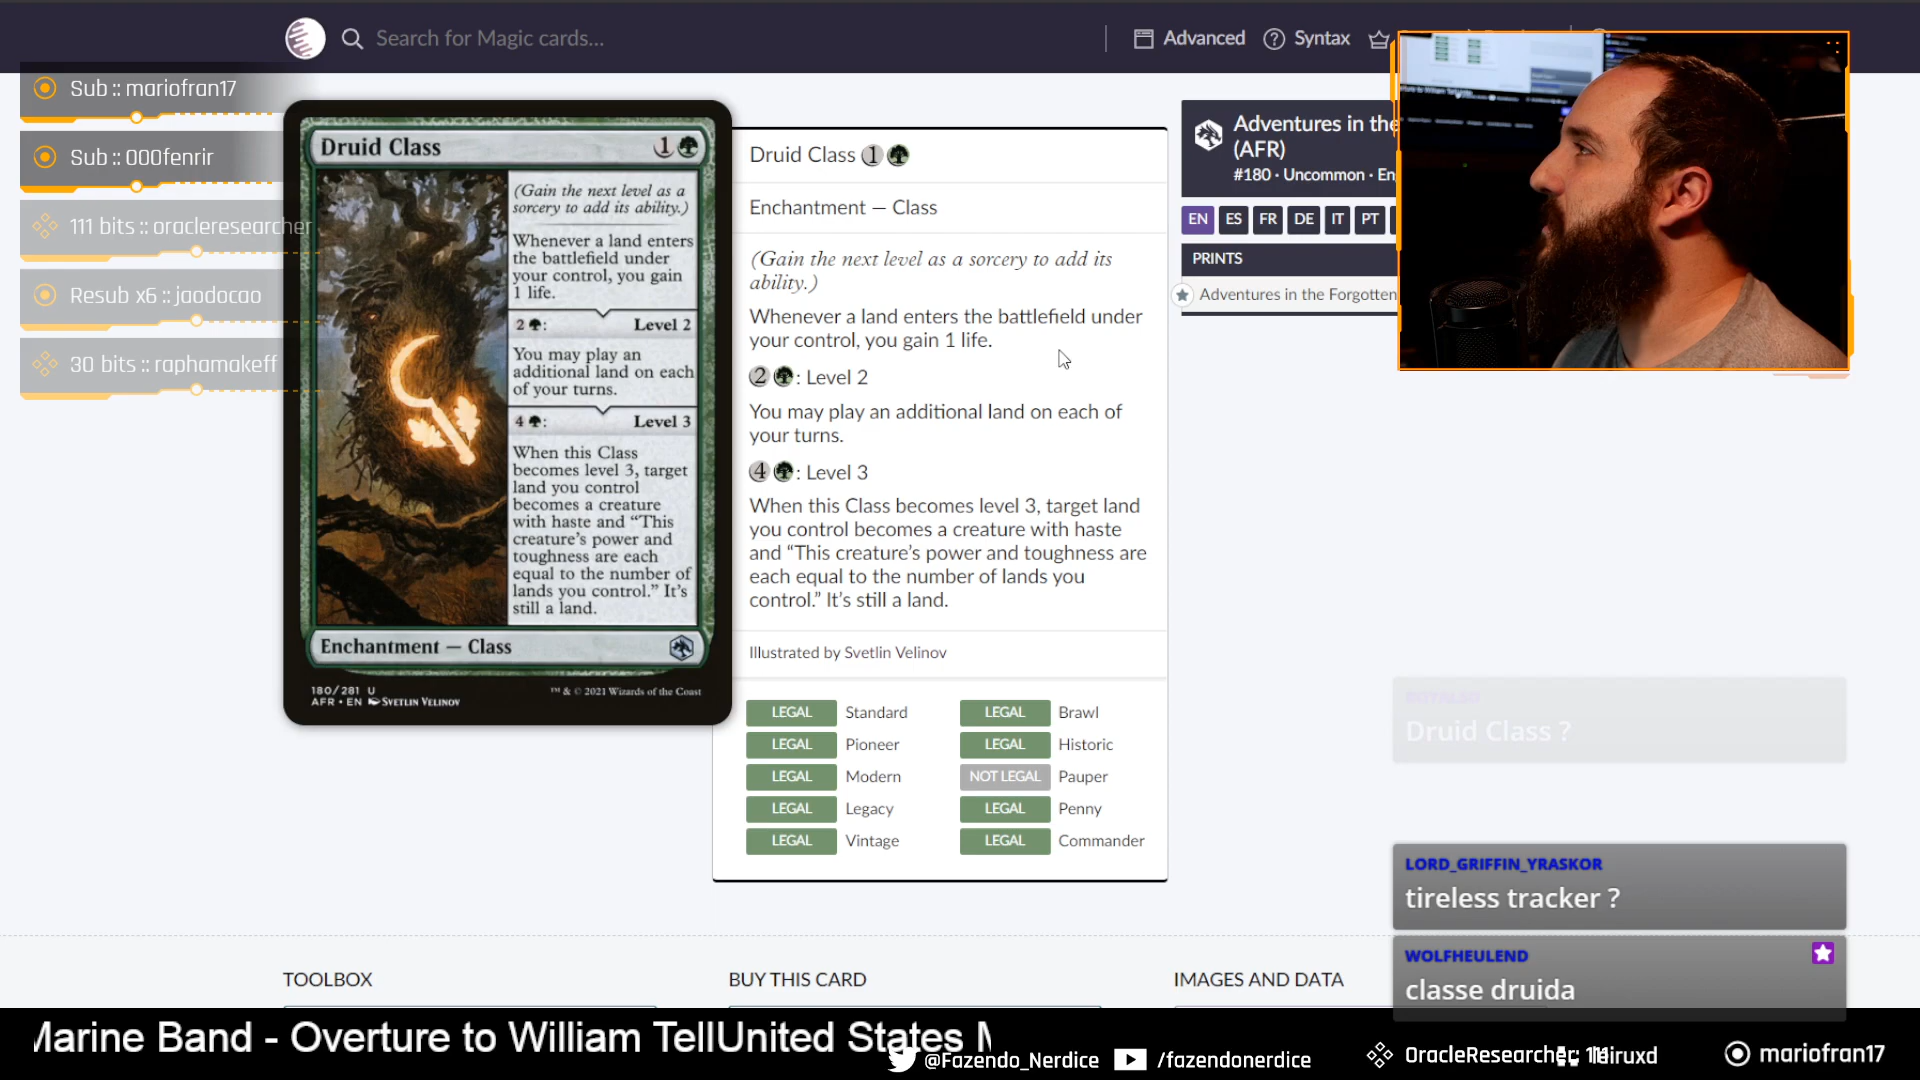 Search for Magic cards...
Advanced
Syntax
Sub :: mariofran17
Sub :: 000fenrir
111 bits :: oracleresearcher
Resub x6 :: jaodocao
30 bits :: raphamakeff
Druid Class 1
(Gain the next level as a
sorcery to add its ability.)
Whenever a land enters
the battlefield under
your control, you gain
1 life.
2 : Level 2
You may play an
additional land on each
of your turns.
4 : Level 3
When this Class
becomes level 3, target
land you control
becomes a creature
with haste and “This
creature's power and
toughness are each
equal to the number of
lands you control.” It's
still a land.
Enchantment — Class
180/281 U
AFR • EN Svetlin Velinov
™ & © 2021 Wizards of the Coast
Druid Class 1
Enchantment — Class
(Gain the next level as a sorcery to add its
ability.)
Whenever a land enters the battlefield under
your control, you gain 1 life.
2 : Level 2
You may play an additional land on each of
your turns.
4 : Level 3
When this Class becomes level 3, target land
you control becomes a creature with haste
and “This creature's power and toughness are
each equal to the number of lands you
control.” It's still a land.
Illustrated by Svetlin Velinov
LEGAL Standard LEGAL Brawl
LEGAL Pioneer LEGAL Historic
LEGAL Modern NOT LEGAL Pauper
LEGAL Legacy LEGAL Penny
LEGAL Vintage LEGAL Commander
Adventures in the
(AFR)
#180 · Uncommon · En
EN ES FR DE IT PT
PRINTS
Adventures in the Forgotten
Druid Class ?
LORD_GRIFFIN_YRASKOR
tireless tracker ?
WOLFHEULEND
classe druida
TOOLBOX
BUY THIS CARD
IMAGES AND DATA
Marine Band - Overture to William TellUnited States
@Fazendo_Nerdice
/fazendonerdice
mariofran17